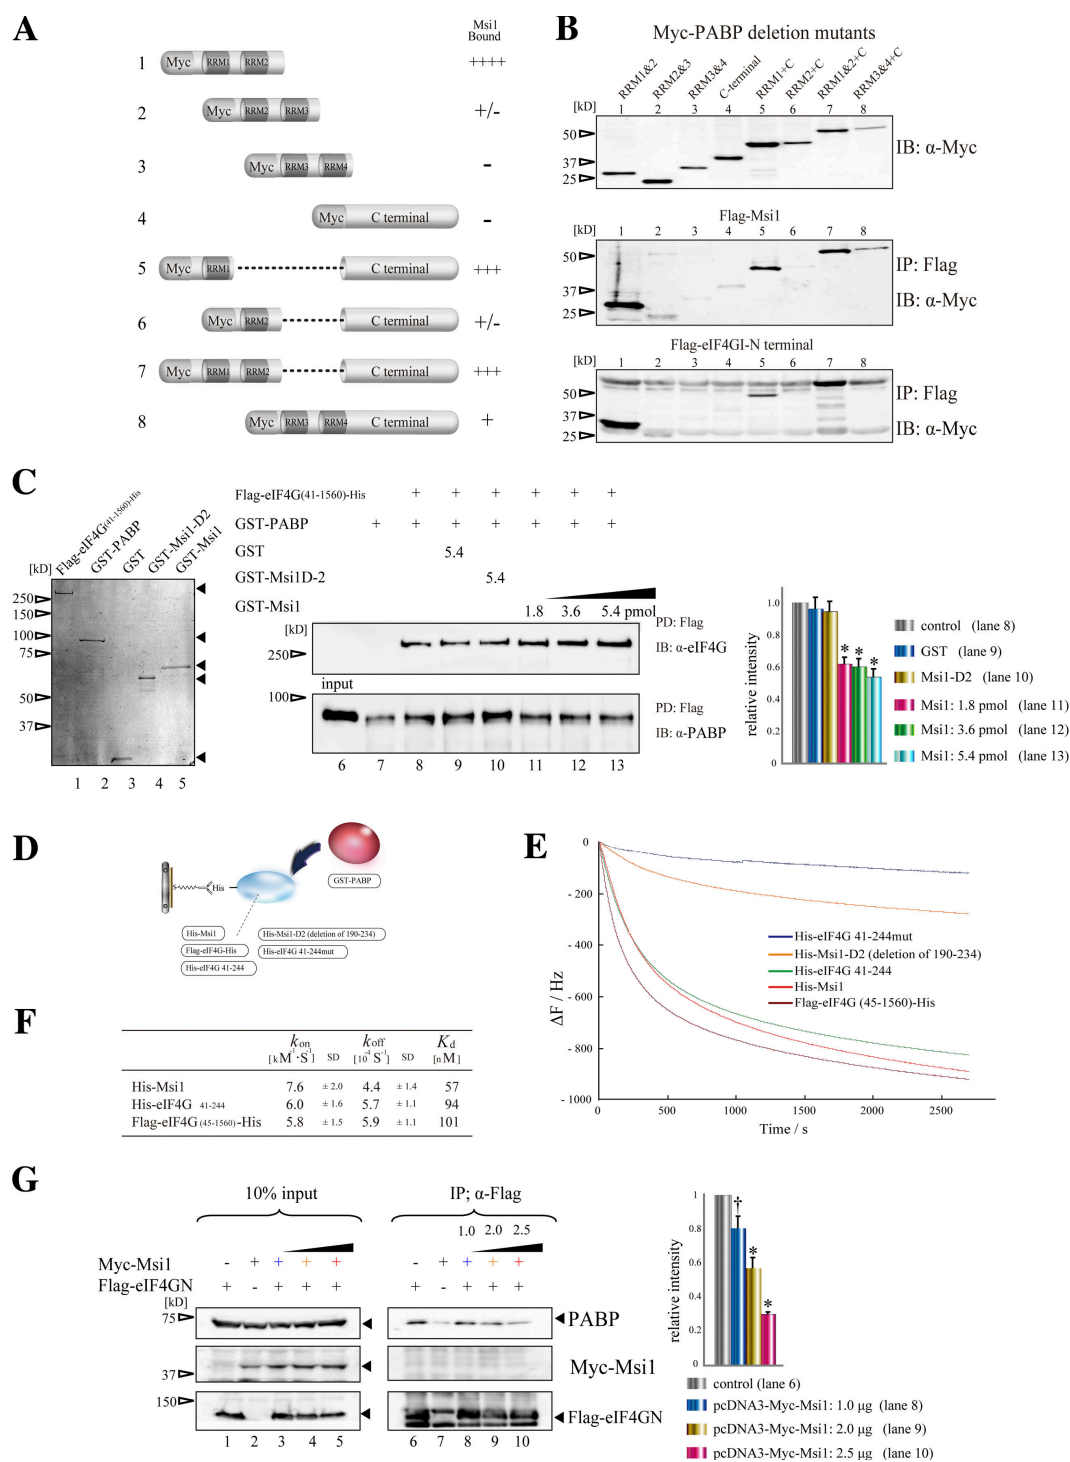 A
Msi1
Bound
1 Myc RRM1 RRM2 ++++
2 Myc RRM2 RRM3 +/-
3 Myc RRM3 RRM4 -
4 Myc C terminal -
5 Myc RRM1 C terminal +++
6 Myc RRM2 C terminal +/-
7 Myc RRM1 RRM2 C terminal +++
8 Myc RRM3 RRM4 C terminal +
B
Myc-PABP deletion mutants
RRM1&2 RRM2&3 RRM3&4 C-terminal RRM1+C RRM2+C RRM1&2+C RRM3&4+C
[kD] 1 2 3 4 5 6 7 8
50
37
25
IB: α-Myc
Flag-Msi1
[kD] 1 2 3 4 5 6 7 8
50
37
25
IP: Flag
IB: α-Myc
Flag-eIF4GI-N terminal
[kD] 1 2 3 4 5 6 7 8
50
37
25
IP: Flag
IB: α-Myc
C
Flag-eIF4G(41-1560)-His GST-PABP GST GST-Msi1-D2 GST-Msi1
[kD]
250
150
100
75
50
37
1 2 3 4 5
Flag-eIF4G(41-1560)-His + + + + + +
GST-PABP + + + + + + +
GST 5.4
GST-Msi1D-2 5.4
GST-Msi1 1.8 3.6 5.4 pmol
[kD]
250
PD: Flag
IB: α-eIF4G
input
100
PD: Flag
IB: α-PABP
6 7 8 9 10 11 12 13
relative intensity
1.0
0.8
0.6
0.4
0.2
0
* * *
control (lane 8)
GST (lane 9)
Msi1-D2 (lane 10)
Msi1: 1.8 pmol (lane 11)
Msi1: 3.6 pmol (lane 12)
Msi1: 5.4 pmol (lane 13)
D
S His
GST-PABP
His-Msi1 His-Msi1-D2 (deletion of 190-234)
Flag-eIF4G-His His-eIF4G 41-244mut
His-eIF4G 41-244
E
ΔF / Hz
0
- 200
- 400
- 600
- 800
- 1000
0 500 1000 1500 2000 2500
Time / s
His-eIF4G 41-244mut
His-Msi1-D2 (deletion of 190-234)
His-eIF4G 41-244
His-Msi1
Flag-eIF4G (45-1560)-His
F
kon koff Kd
[kM-1·S-1] SD [10-4 S-1] SD [nM]
His-Msi1 7.6 ± 2.0 4.4 ± 1.4 57
His-eIF4G 41-244 6.0 ± 1.6 5.7 ± 1.1 94
Flag-eIF4G (45-1560)-His 5.8 ± 1.5 5.9 ± 1.1 101
G
10% input IP; α-Flag
1.0 2.0 2.5
Myc-Msi1 - + + + + - + + + +
Flag-eIF4GN + - + + + + - + + +
[kD]
75
PABP
37
Myc-Msi1
150
Flag-eIF4GN
1 2 3 4 5 6 7 8 9 10
relative intensity
1
0.8
0.6
0.4
0.2
0
† * *
control (lane 6)
pcDNA3-Myc-Msi1: 1.0 μg (lane 8)
pcDNA3-Myc-Msi1: 2.0 μg (lane 9)
pcDNA3-Myc-Msi1: 2.5 μg (lane 10)